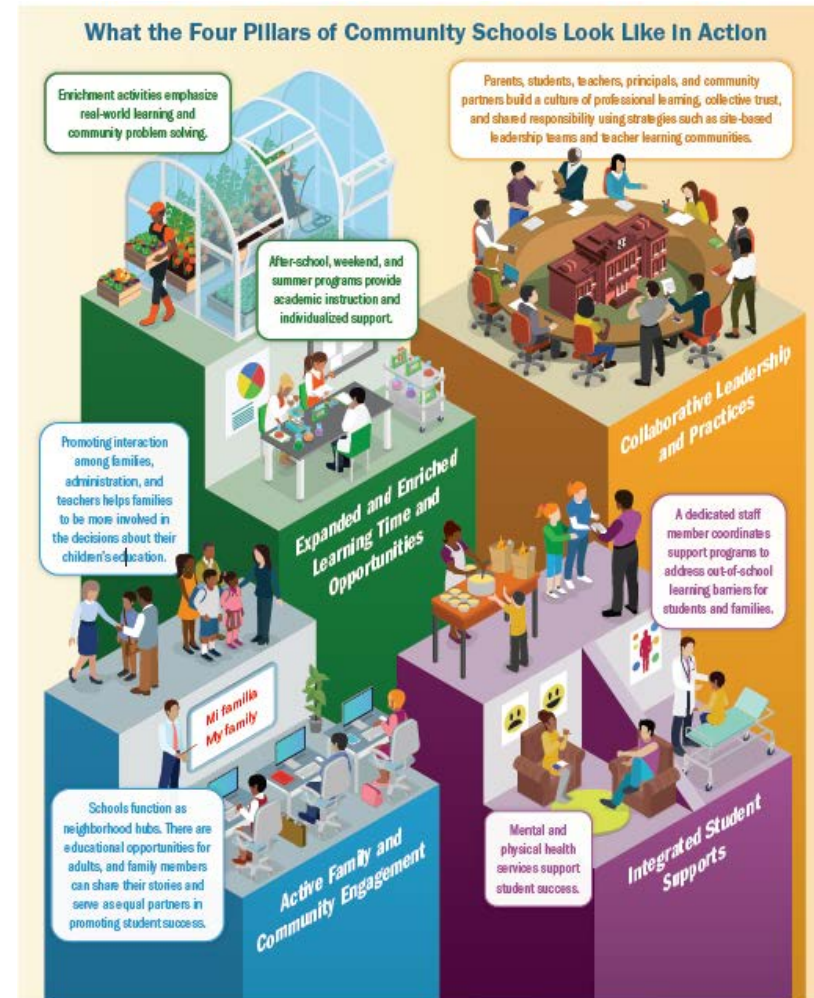 What the Four Pillars of Community Schools Look Like in Action
Enrichment activities emphasize
real-world learning and
community problem solving.
Parents, students, teachers, principals, and community
partners build a culture of professional learning, collective trust,
and shared responsibility using strategies such as site-based
leadership teams and teacher learning communities.
After-school, weekend, and
summer programs provide
academic instruction and
individualized support.
Collaborative Leadership
and Practices
Expanded and Enriched
Learning Time and
Opportunities
Promoting interaction
among families,
administration, and
teachers helps families
to be more involved in
the decisions about their
children's education.
A dedicated staff
member coordinates
support programs to
address out-of-school
learning barriers for
students and families.
Mi familia
My family
Schools function as
neighborhood hubs. There are
educational opportunities for
adults, and family members
can share their stories and
serve as equal partners in
promoting student success.
Active Family and
Community Engagement
Mental and
physical health
services support
student success.
Integrated Student
Supports